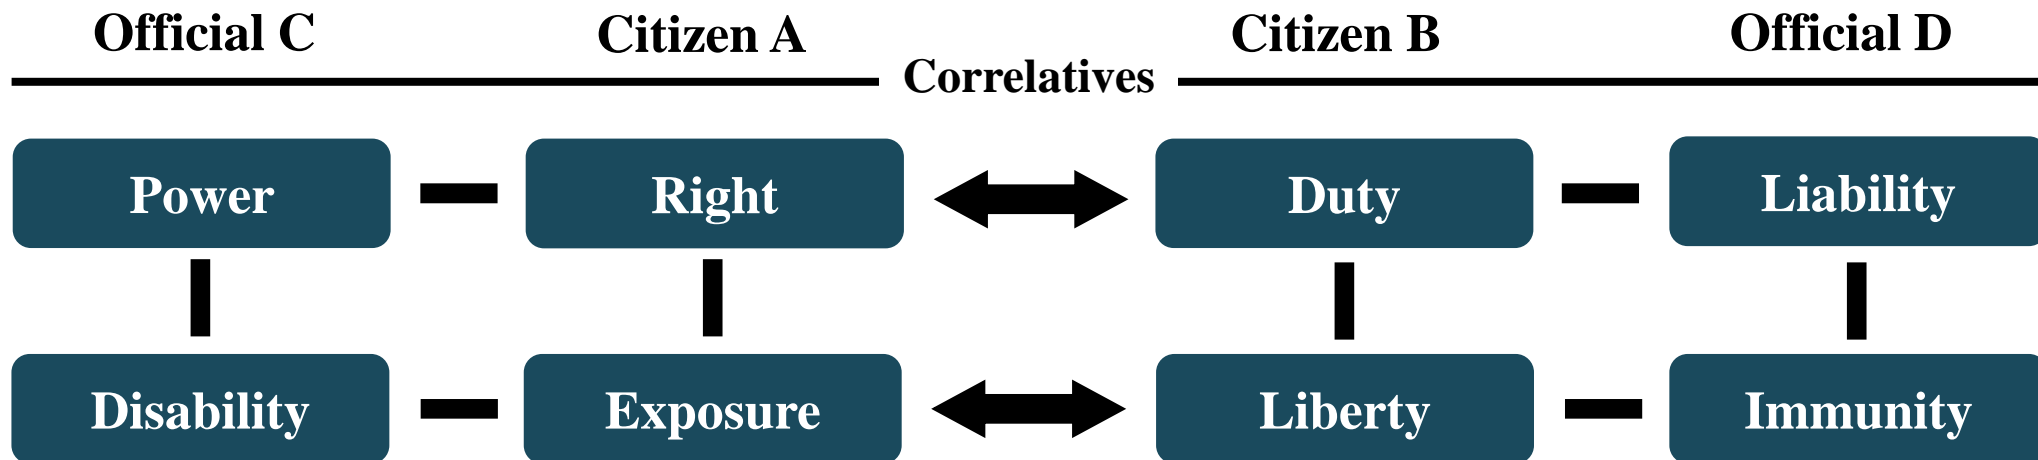 Official C Citizen A Citizen B Official D
Correlatives
Power Right Duty Liability
Disability Exposure Liberty Immunity